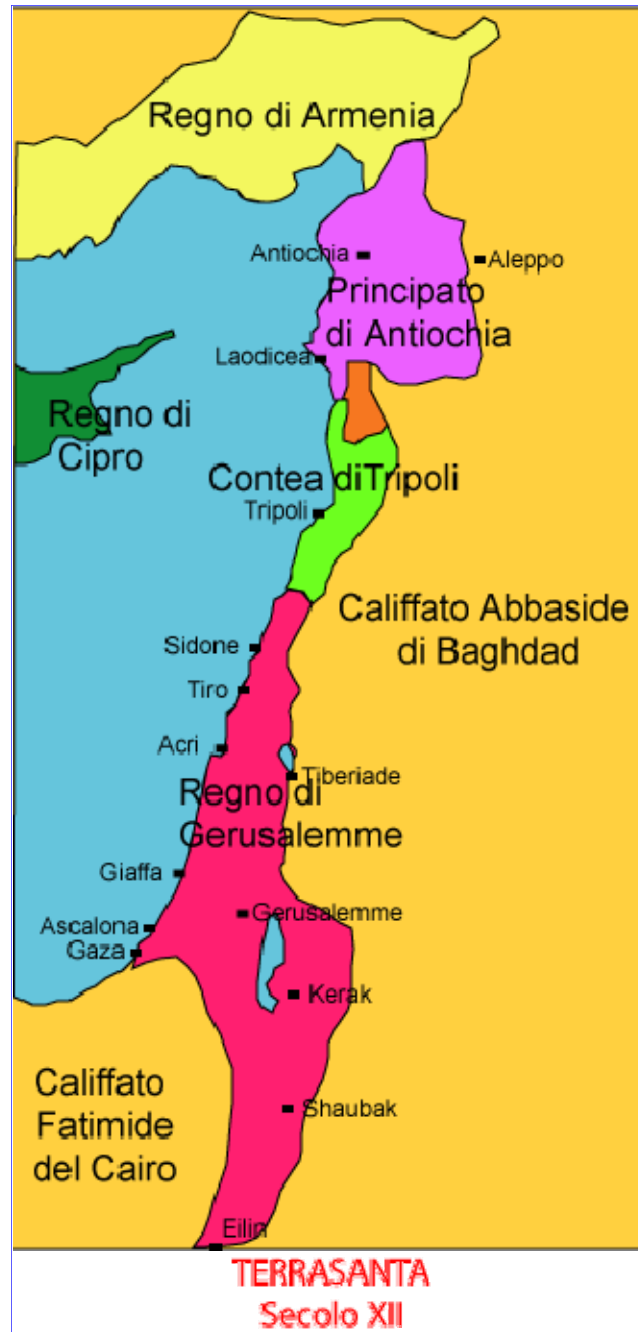 Regno di Armenia
Antiochia
Aleppo
Principato
di Antiochia
Laodicea
Regno di
Cipro
Contea diTripoli
Tripoli
Califfato Abbaside
di Baghdad
Sidone
Tiro
Acri
Tiberiade
Regno di
Gerusalemme
Giaffa
Gerusalemme
Ascalona
Gaza
Kerak
Califfato
Fatimide
del Cairo
Shaubak
Eilin
TERRASANTA
Secolo XII